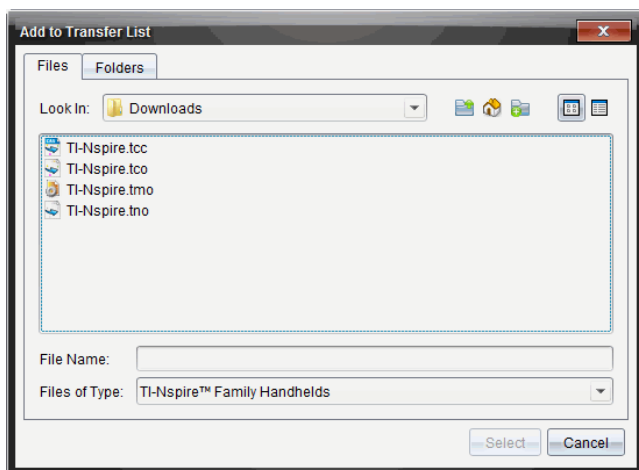 Add to Transfer List
Files Folders
Look In: Downloads
TI-Nspire.tcc
TI-Nspire.tco
TI-Nspire.tmo
TI-Nspire.tno
File Name:
Files of Type: TI-Nspire™ Family Handhelds
Select Cancel